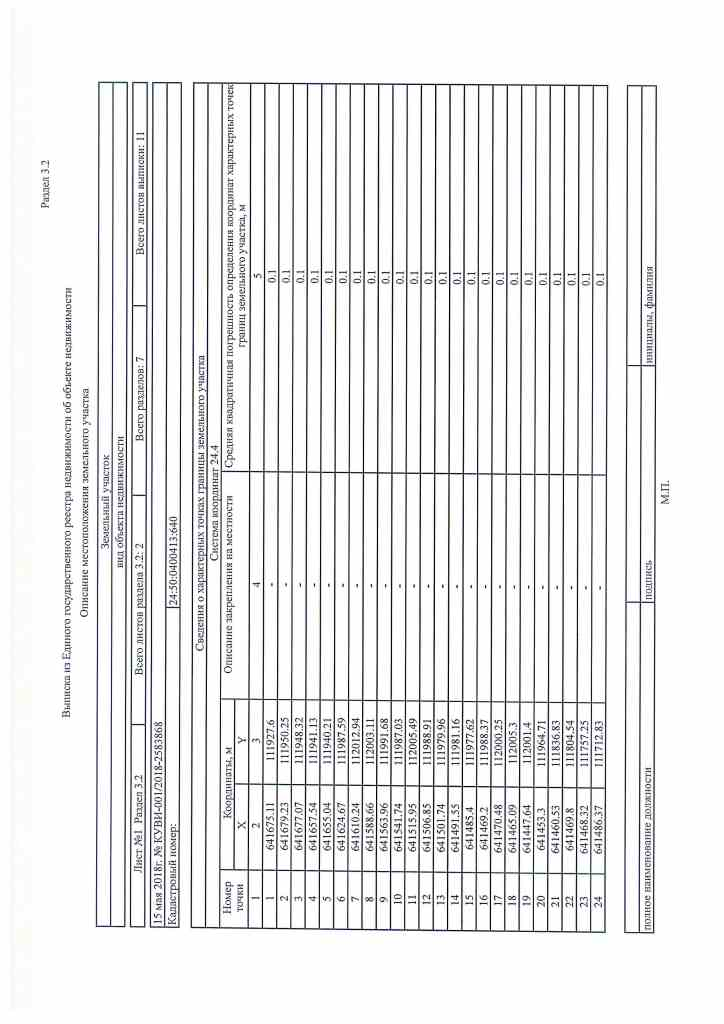 Раздел 3.2
Выписка из Единого государственного реестра недвижимости об объекте недвижимости
Описание местоположения земельного участка
Земельный участок
вид объекта недвижимости
Лист №1 Раздел 3.2 Всего листов раздела 3.2: 2 Всего разделов: 7 Всего листов выписки: 11
15 мая 2018г. № КУВИ-001/2018-2583868
Кадастровый номер: 24:50:0400413:640
Сведения о характерных точках границы земельного участка
Система координат 24.4
Номер точки Координаты, м Описание закрепления на местности Средняя квадратичная погрешность определения координат характерных точек границ земельного участка, м
X Y
1 2 3 4 5
1 641675.11 111927.6 - 0.1
2 641679.23 111950.25 - 0.1
3 641677.07 111948.32 - 0.1
4 641657.54 111941.13 - 0.1
5 641655.04 111940.21 - 0.1
6 641624.67 111987.59 - 0.1
7 641610.24 112012.94 - 0.1
8 641588.66 112003.11 - 0.1
9 641563.96 111991.68 - 0.1
10 641541.74 111987.03 - 0.1
11 641515.95 112005.49 - 0.1
12 641506.85 111988.91 - 0.1
13 641501.74 111979.96 - 0.1
14 641491.55 111981.16 - 0.1
15 641485.4 111977.62 - 0.1
16 641469.2 111988.37 - 0.1
17 641470.48 112000.25 - 0.1
18 641465.09 112005.3 - 0.1
19 641447.64 112001.4 - 0.1
20 641453.3 111964.71 - 0.1
21 641460.53 111836.83 - 0.1
22 641469.8 111804.54 - 0.1
23 641468.32 111757.25 - 0.1
24 641486.37 111712.83 - 0.1
полное наименование должности подпись инициалы, фамилия
М.П.